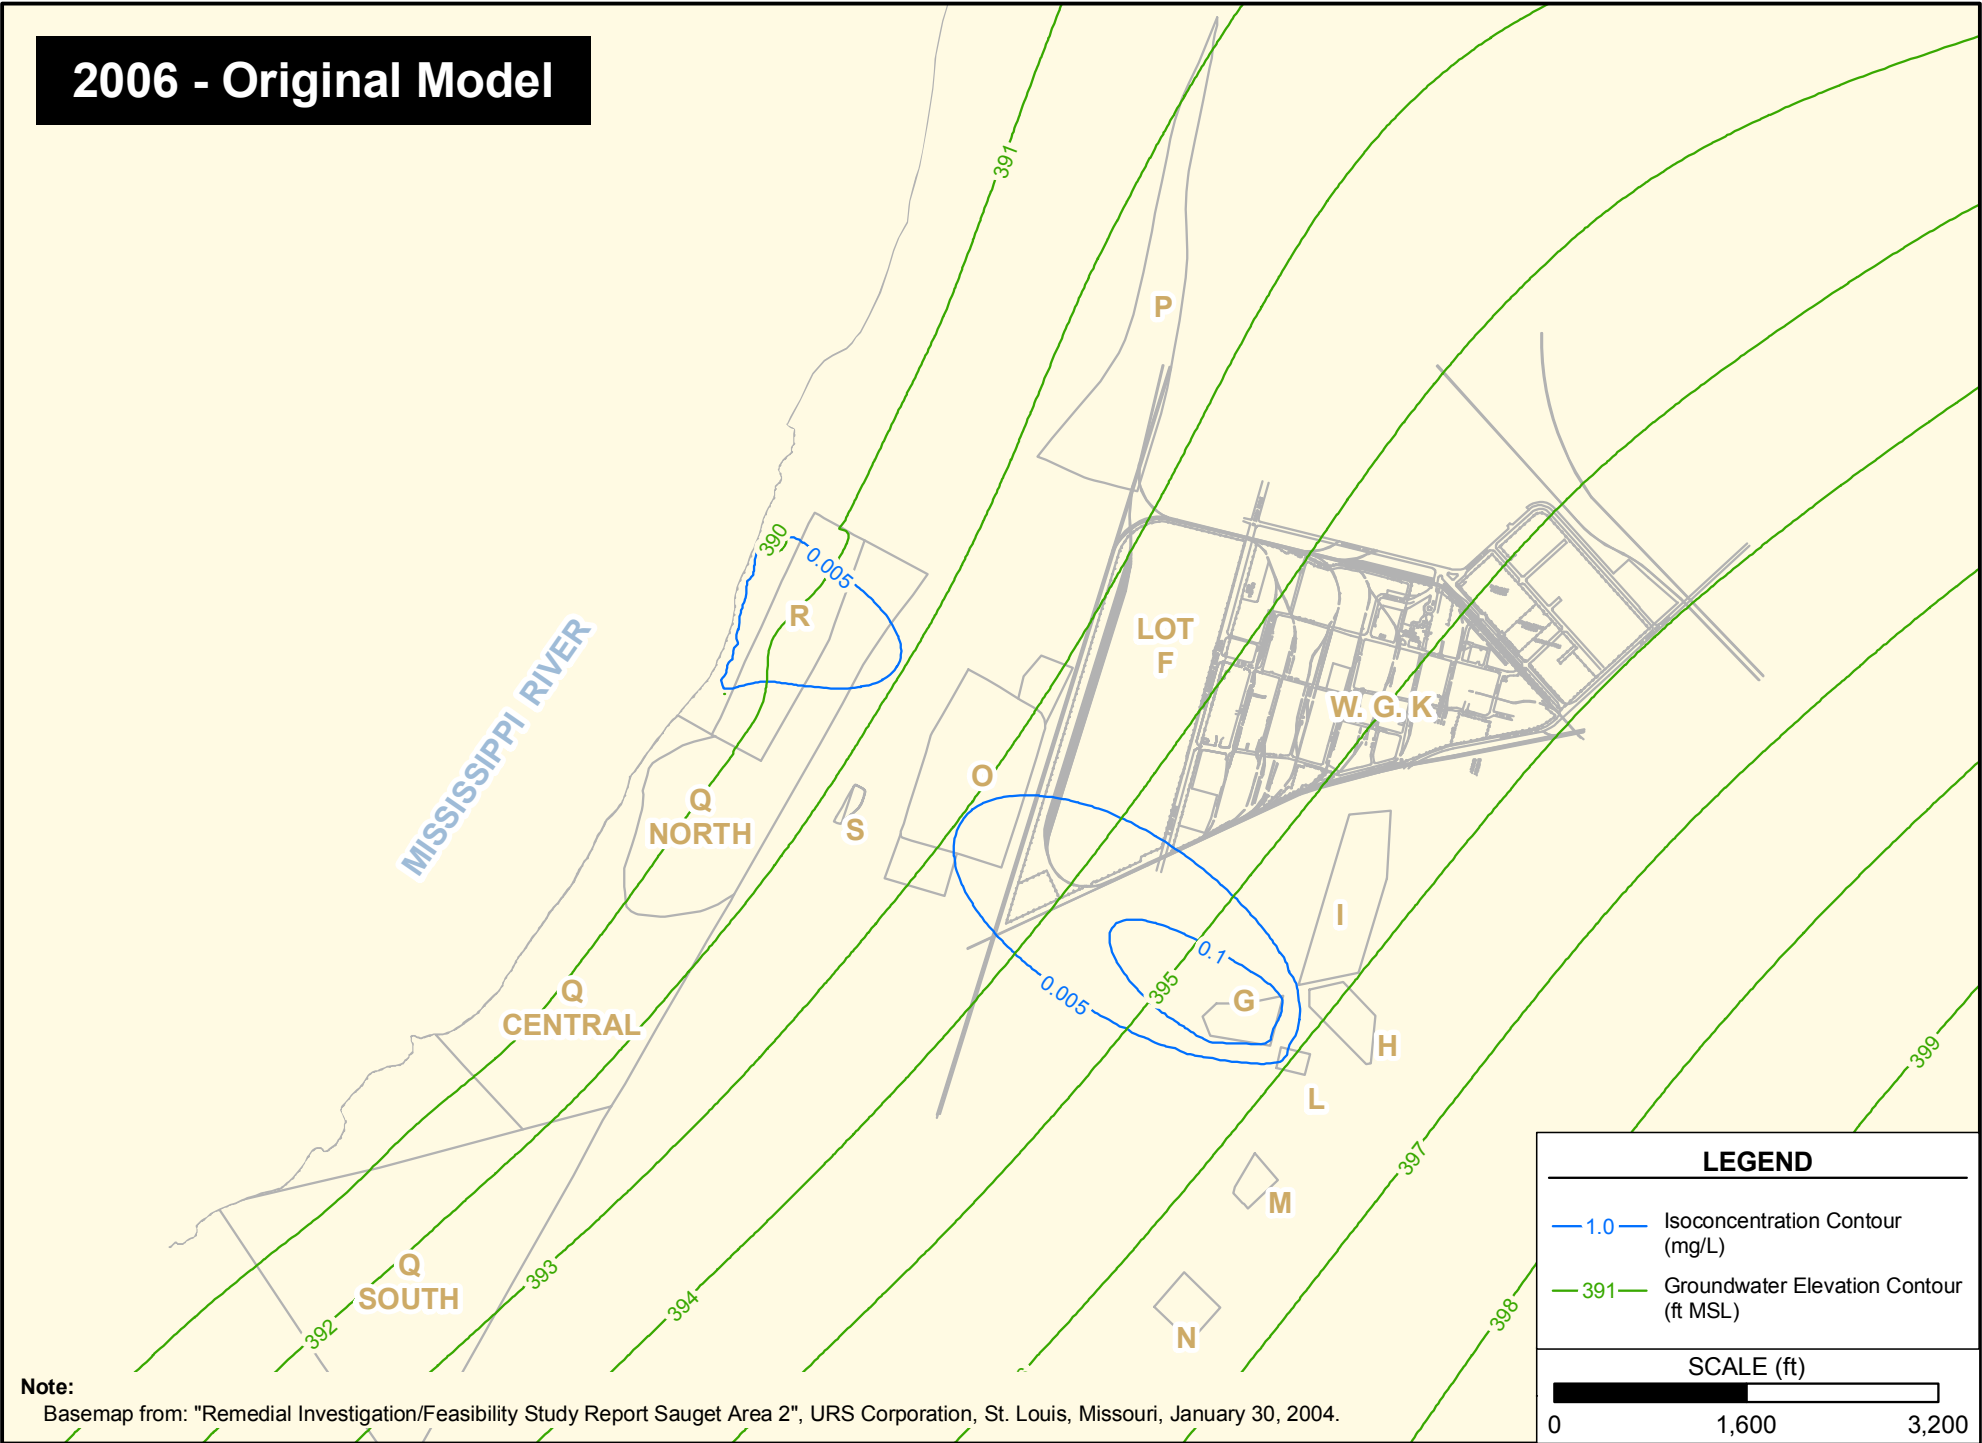 2006 - Original Model
391
P
390
0.005
R
LOT
F
W. G. K
MISSISSIPPI RIVER
O
Q
NORTH
S
I
0.1
0.005
395
G
Q
CENTRAL
H
L
399
397
M
Q
SOUTH
393
394
392
398
N
LEGEND
1.0
Isoconcentration Contour
(mg/L)
391
Groundwater Elevation Contour
(ft MSL)
SCALE (ft)
0 1,600 3,200
Note:
Basemap from: "Remedial Investigation/Feasibility Study Report Sauget Area 2", URS Corporation, St. Louis, Missouri, January 30, 2004.